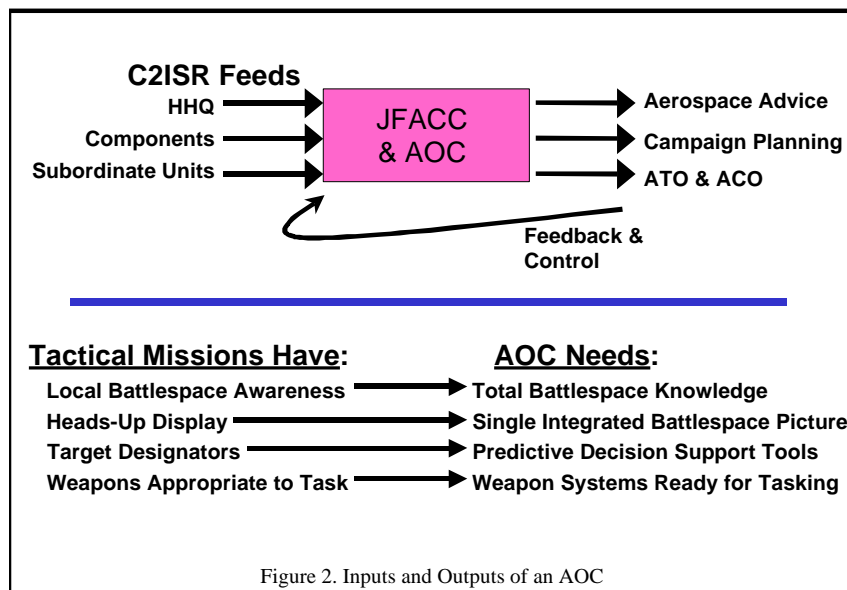 C2ISR Feeds
HHQ
Components
Subordinate Units
JFACC
& AOC
Aerospace Advice
Campaign Planning
ATO & ACO
Feedback &
Control
Tactical Missions Have:
AOC Needs:
Local Battlespace Awareness
Total Battlespace Knowledge
Heads-Up Display
Single Integrated Battlespace Picture
Target Designators
Predictive Decision Support Tools
Weapons Appropriate to Task
Weapon Systems Ready for Tasking
Figure 2. Inputs and Outputs of an AOC